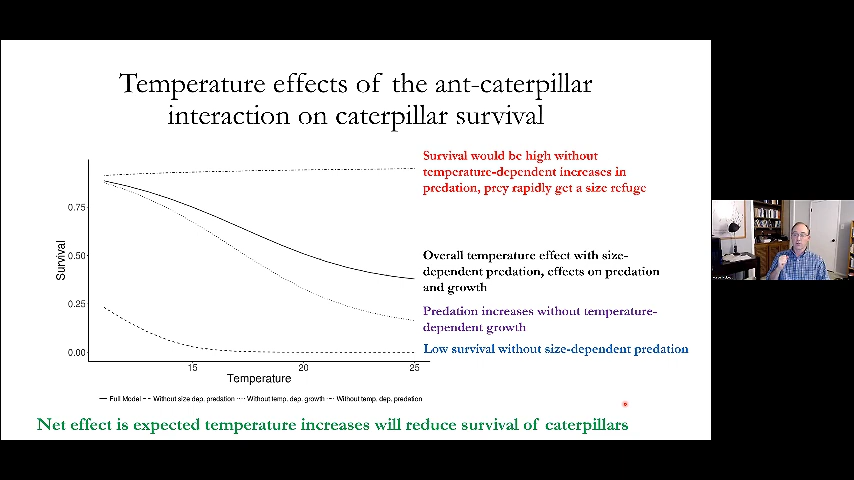 Temperature effects of the ant-caterpillar
interaction on caterpillar survival
Survival would be high without
temperature-dependent increases in
predation, prey rapidly get a size refuge
Overall temperature effect with size-
dependent predation, effects on predation
and growth
Predation increases without temperature-
dependent growth
Low survival without size-dependent predation
Survival
0.75
0.50
0.25
0.00
15
20
25
Temperature
Full Model
Without size dep. predation
Without temp. dep. growth
Without temp. dep. predation
Net effect is expected temperature increases will reduce survival of caterpillars